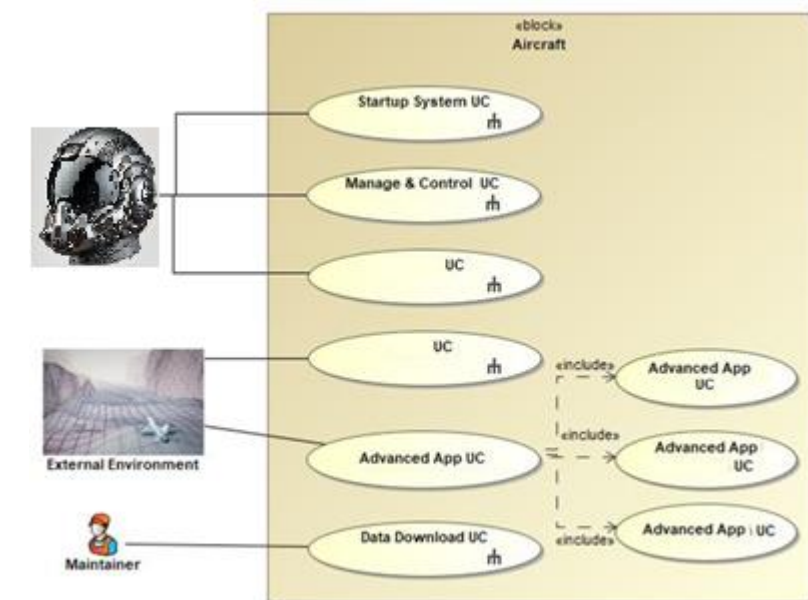 «block»
Aircraft
Startup System UC
Manage & Control UC
UC
UC
Advanced App UC
Data Download UC
«include»
«include»
«include»
Advanced App
UC
Advanced App
UC
Advanced App UC
External Environment
Maintainer